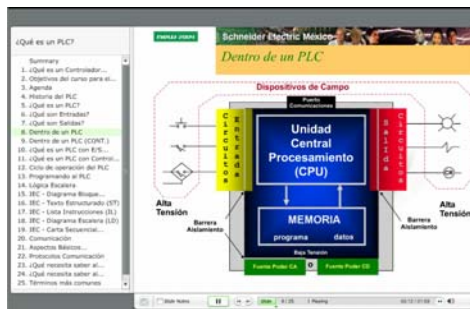 ¿Qué es un PLC?
Summary
1. ¿Qué es un Controlador...
2. Objetivos del curso para el...
3. Agenda
4. Historia del PLC
5. ¿Qué es un PLC?
6. ¿Qué son Entradas?
7. ¿Qué son Salidas?
8. Dentro de un PLC
9. Dentro de un PLC (CONT.)
10. ¿Qué es un PLC con E/S...
11. ¿Qué es un PLC con Control...
12. Ciclo de operación del PLC
13. Programando al PLC
14. Lógica Escalera
15. IEC - Diagrama Bloque...
16. IEC - Texto Estructurado (ST)
17. IEC - Lista Instrucciones (IL)
18. IEC - Diagrama Escalera (LD)
19. IEC - Carta Secuencial...
20. Comunicación
21. Aspectos Básicos...
22. Protocolos Comunicación
23. ¿Qué necesita saber al...
24. ¿Qué necesita saber al...
25. Términos más comunes
Schneider Electric México
Dentro de un PLC
Dispositivos de Campo
Puerto
Comunicaciones
Circuitos
Entrada
Unidad
Central
Procesamiento
(CPU)
Salida
Circuitos
MEMORIA
programa datos
Alta
Tensión
Alta
Tensión
Barrera
Aislamiento
Barrera
Aislamiento
Baja Tensión
Fuente Poder CA
o
Fuente Poder CD
Slide Notes
Slide
8 / 25
Playing